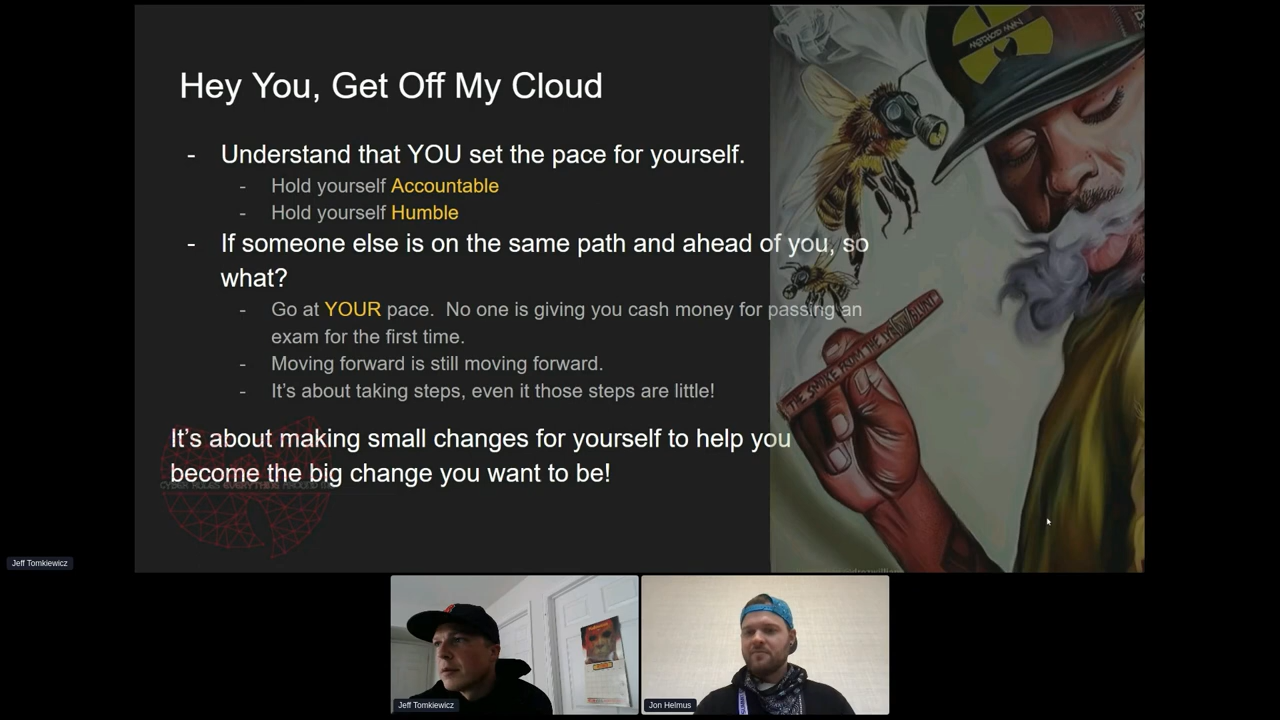 Hey You, Get Off My Cloud
- Understand that YOU set the pace for yourself.
- Hold yourself Accountable
- Hold yourself Humble
- If someone else is on the same path and ahead of you, so
what?
- Go at YOUR pace. No one is giving you cash money for passing an
exam for the first time.
- Moving forward is still moving forward.
- It's about taking steps, even it those steps are little!
It's about making small changes for yourself to help you
become the big change you want to be!
METHOD MAN
THE SMOKE FROM THE
BLUNT
Jeff Tomkiewicz
Jeff Tomkiewicz
Jon Helmus